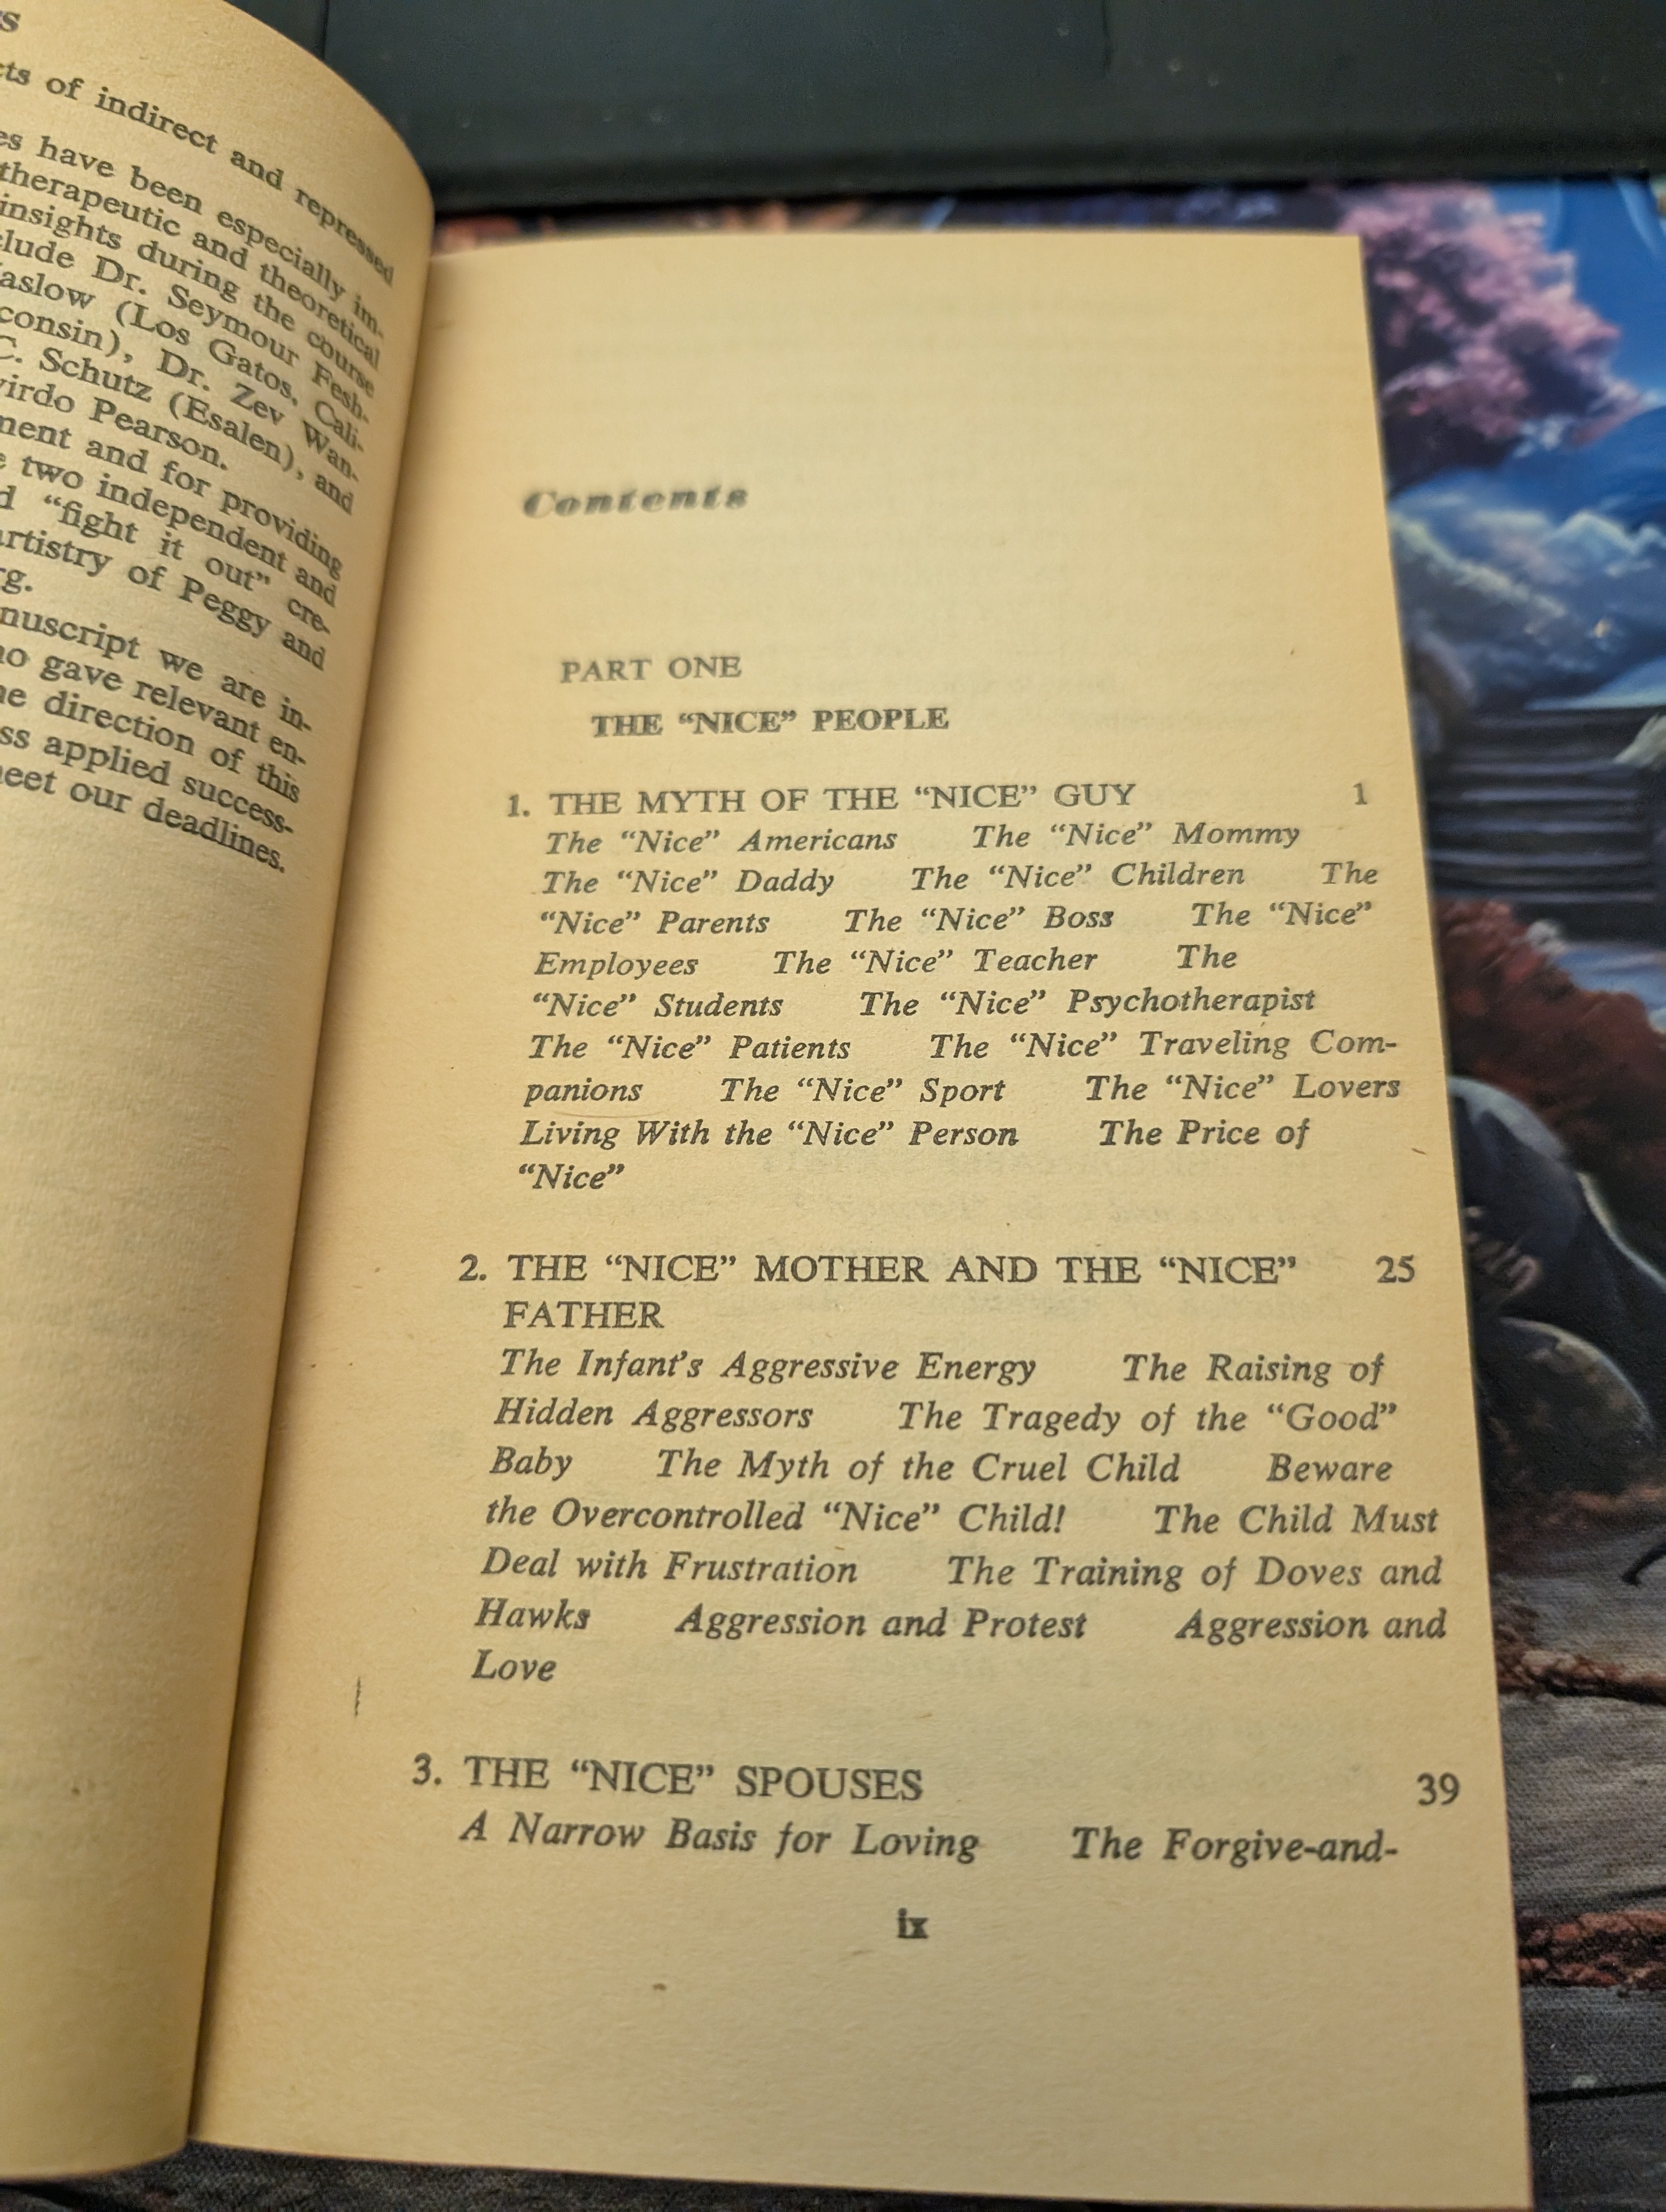 s
cts of indirect and repressed
es have been especially im-
therapeutic and theoretical
insights during the course
clude Dr. Seymour Fesh-
aslow (Los Gatos, Cali-
consin), Dr. Zev Wan-
C. Schutz (Esalen), and
virdo Pearson.
ment and for providing
e two independent and
d “fight it out” cre-
artistry of Peggy and
rg.
nuscript we are in-
no gave relevant en-
he direction of this
ss applied success-
meet our deadlines.
Contents
PART ONE
THE “NICE” PEOPLE
1. THE MYTH OF THE “NICE” GUY 1
The “Nice” Americans The “Nice” Mommy
The “Nice” Daddy The “Nice” Children The
“Nice” Parents The “Nice” Boss The “Nice”
Employees The “Nice” Teacher The
“Nice” Students The “Nice” Psychotherapist
The “Nice” Patients The “Nice” Traveling Com-
panions The “Nice” Sport The “Nice” Lovers
Living With the “Nice” Person The Price of
“Nice”
2. THE “NICE” MOTHER AND THE “NICE” 25
FATHER
The Infant’s Aggressive Energy The Raising of
Hidden Aggressors The Tragedy of the “Good”
Baby The Myth of the Cruel Child Beware
the Overcontrolled “Nice” Child! The Child Must
Deal with Frustration The Training of Doves and
Hawks Aggression and Protest Aggression and
Love
3. THE “NICE” SPOUSES 39
A Narrow Basis for Loving The Forgive-and-
ix